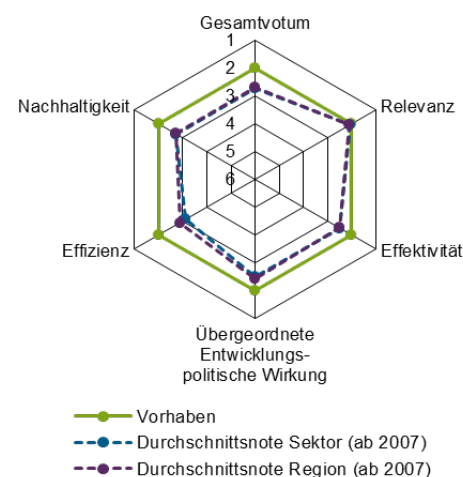 Gesamtvotum
1
2
3
4
5
6
Nachhaltigkeit
Relevanz
Effizienz
Effektivität
Übergeordnete
Entwicklungs-
politische Wirkung
Vorhaben
Durchschnittsnote Sektor (ab 2007)
Durchschnittsnote Region (ab 2007)